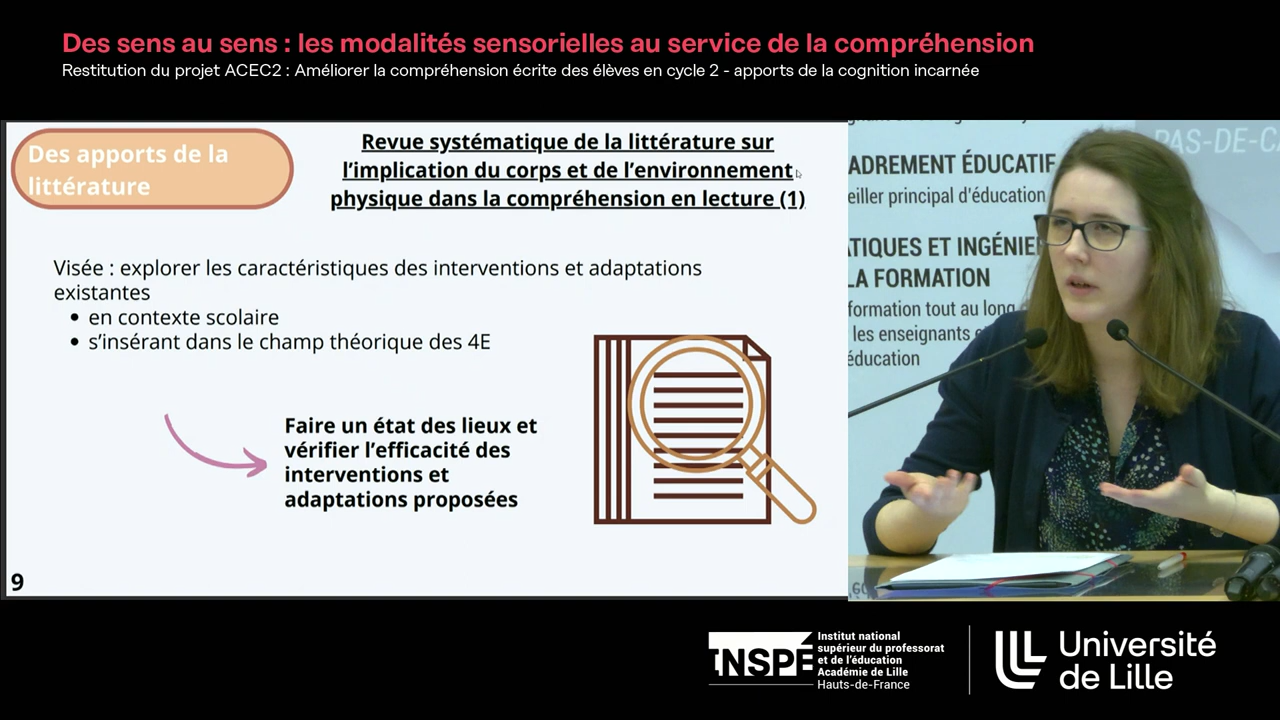 Des sens au sens : les modalités sensorielles au service de la compréhension
Restitution du projet ACEC2 : Améliorer la compréhension écrite des élèves en cycle 2 - apports de la cognition incarnée
Des apports de la
littérature
Revue systématique de la littérature sur
l’implication du corps et de l’environnement
physique dans la compréhension en lecture (1)
Visée : explorer les caractéristiques des interventions et adaptations
existantes
• en contexte scolaire
• s’insérant dans le champ théorique des 4E
Faire un état des lieux et
vérifier l’efficacité des
interventions et
adaptations proposées
9
PAS-DE-CA
ADREMENT ÉDUCATIF
eiller principal d'éducation
ATIQUES ET INGÉNIE
LA FORMATION
formation tout au long
les enseignants e
éducation
INSPÉ
Institut national
supérieur du professorat
et de l’éducation
Académie de Lille
Hauts-de-France
Université
de Lille